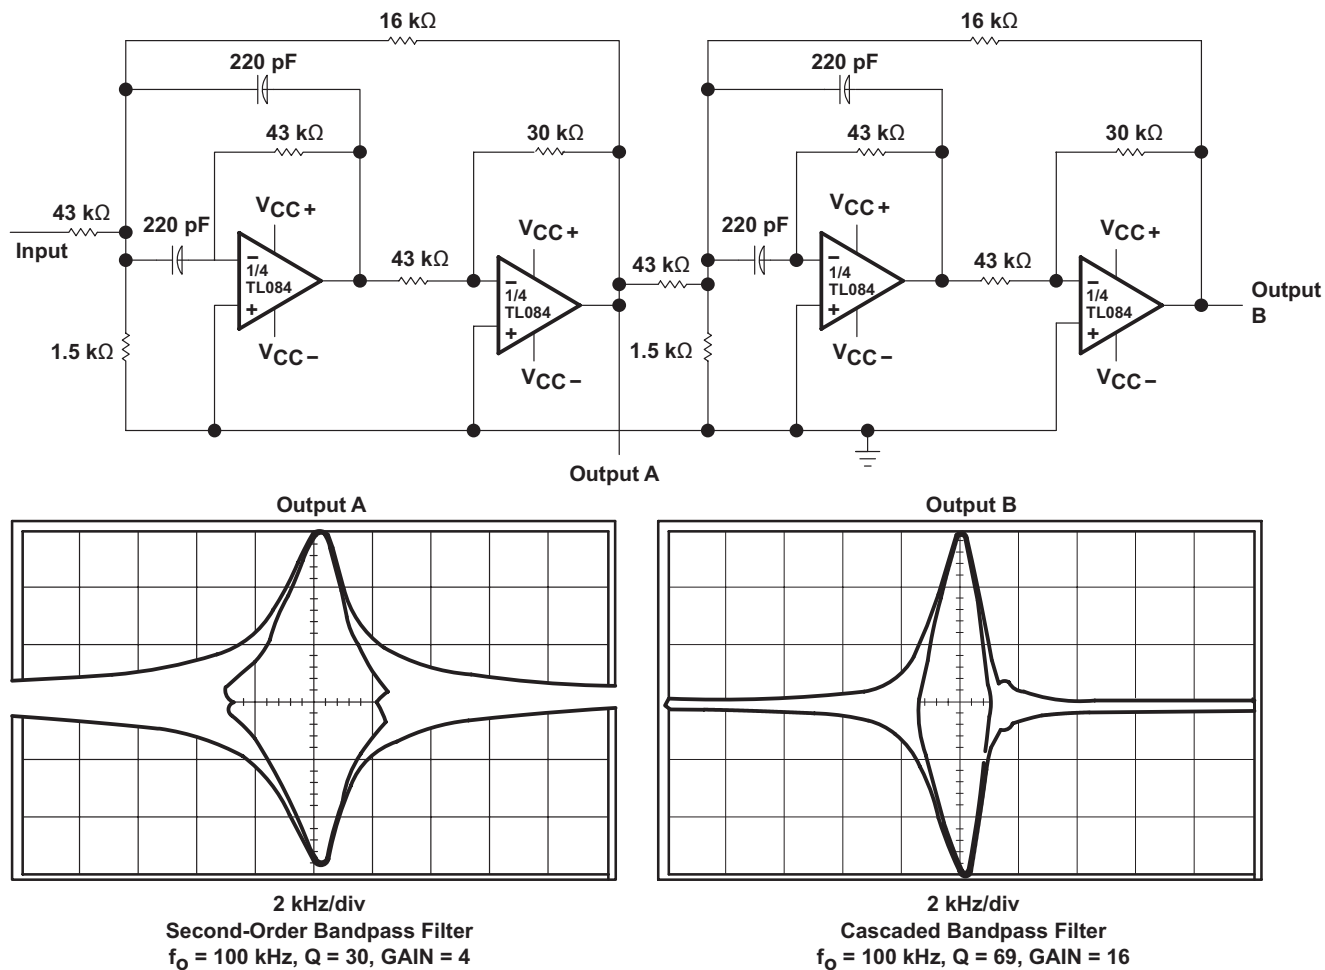 16 kΩ
16 kΩ
220 pF
220 pF
43 kΩ
30 kΩ
43 kΩ
30 kΩ
43 kΩ
Input
220 pF
VCC+
−
1/4
TL084
+
VCC−
43 kΩ
VCC+
−
1/4
TL084
+
VCC−
43 kΩ
220 pF
VCC+
−
1/4
TL084
+
VCC−
43 kΩ
VCC+
−
1/4
TL084
+
VCC−
Output
B
1.5 kΩ
1.5 kΩ
Output A
Output A
Output B
2 kHz/div
Second-Order Bandpass Filter
fo = 100 kHz, Q = 30, GAIN = 4
2 kHz/div
Cascaded Bandpass Filter
fo = 100 kHz, Q = 69, GAIN = 16